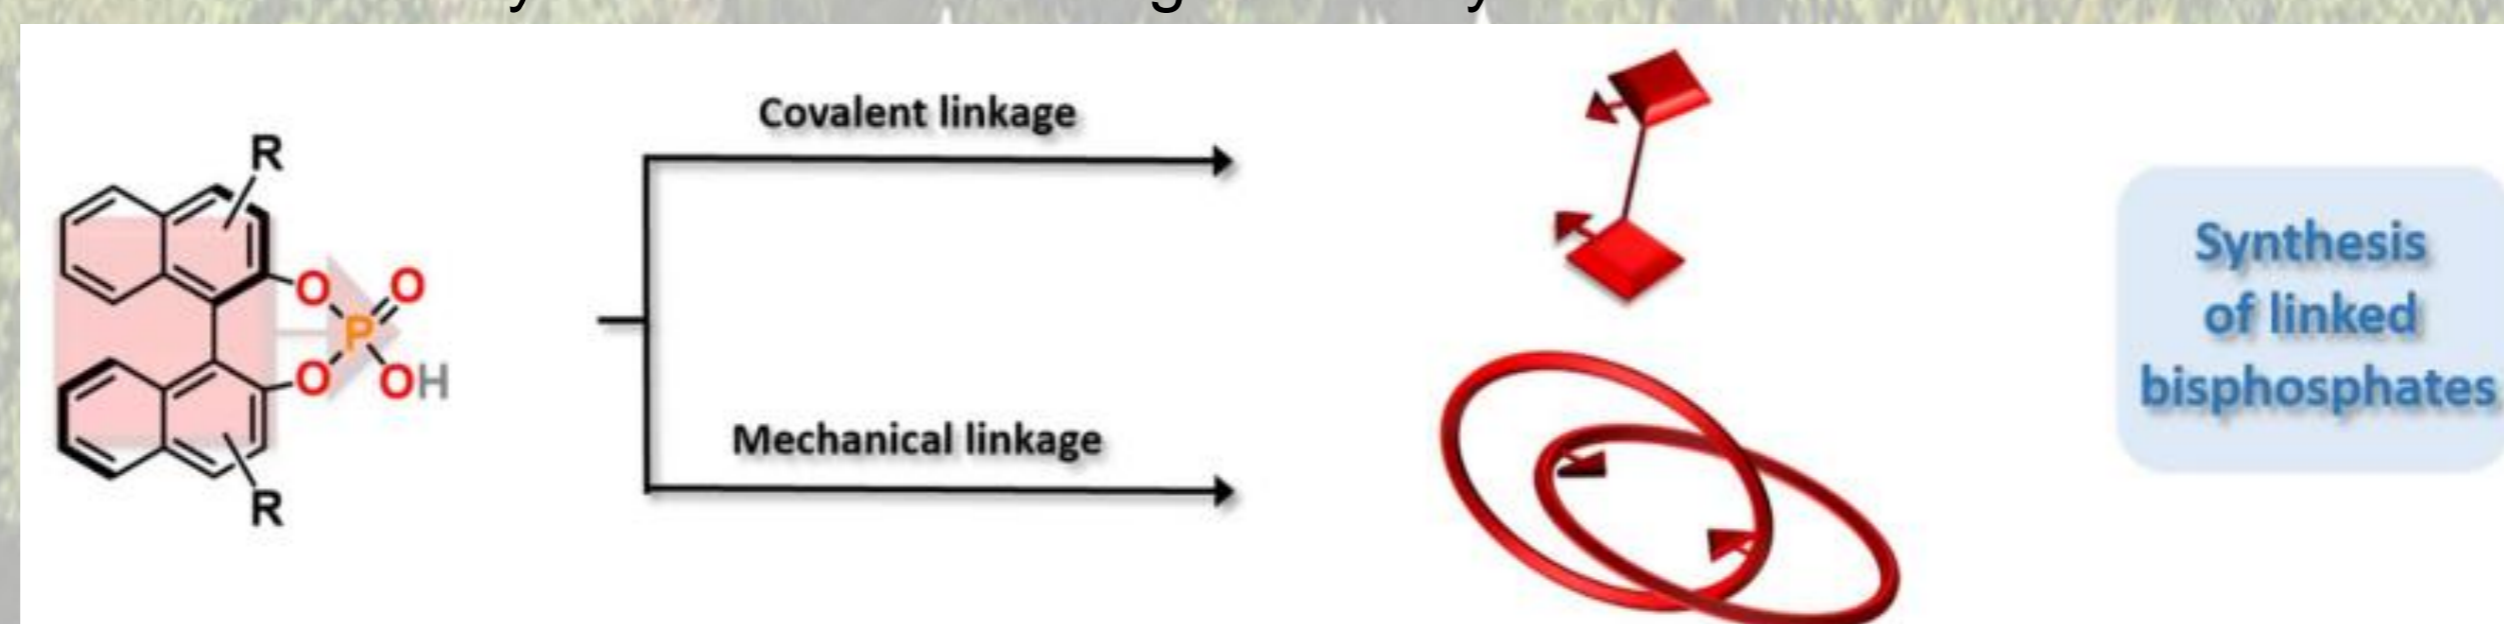 R
O
O
P
O
OH
R
Covalent linkage
Mechanical linkage
Synthesis
of linked
bisphosphates